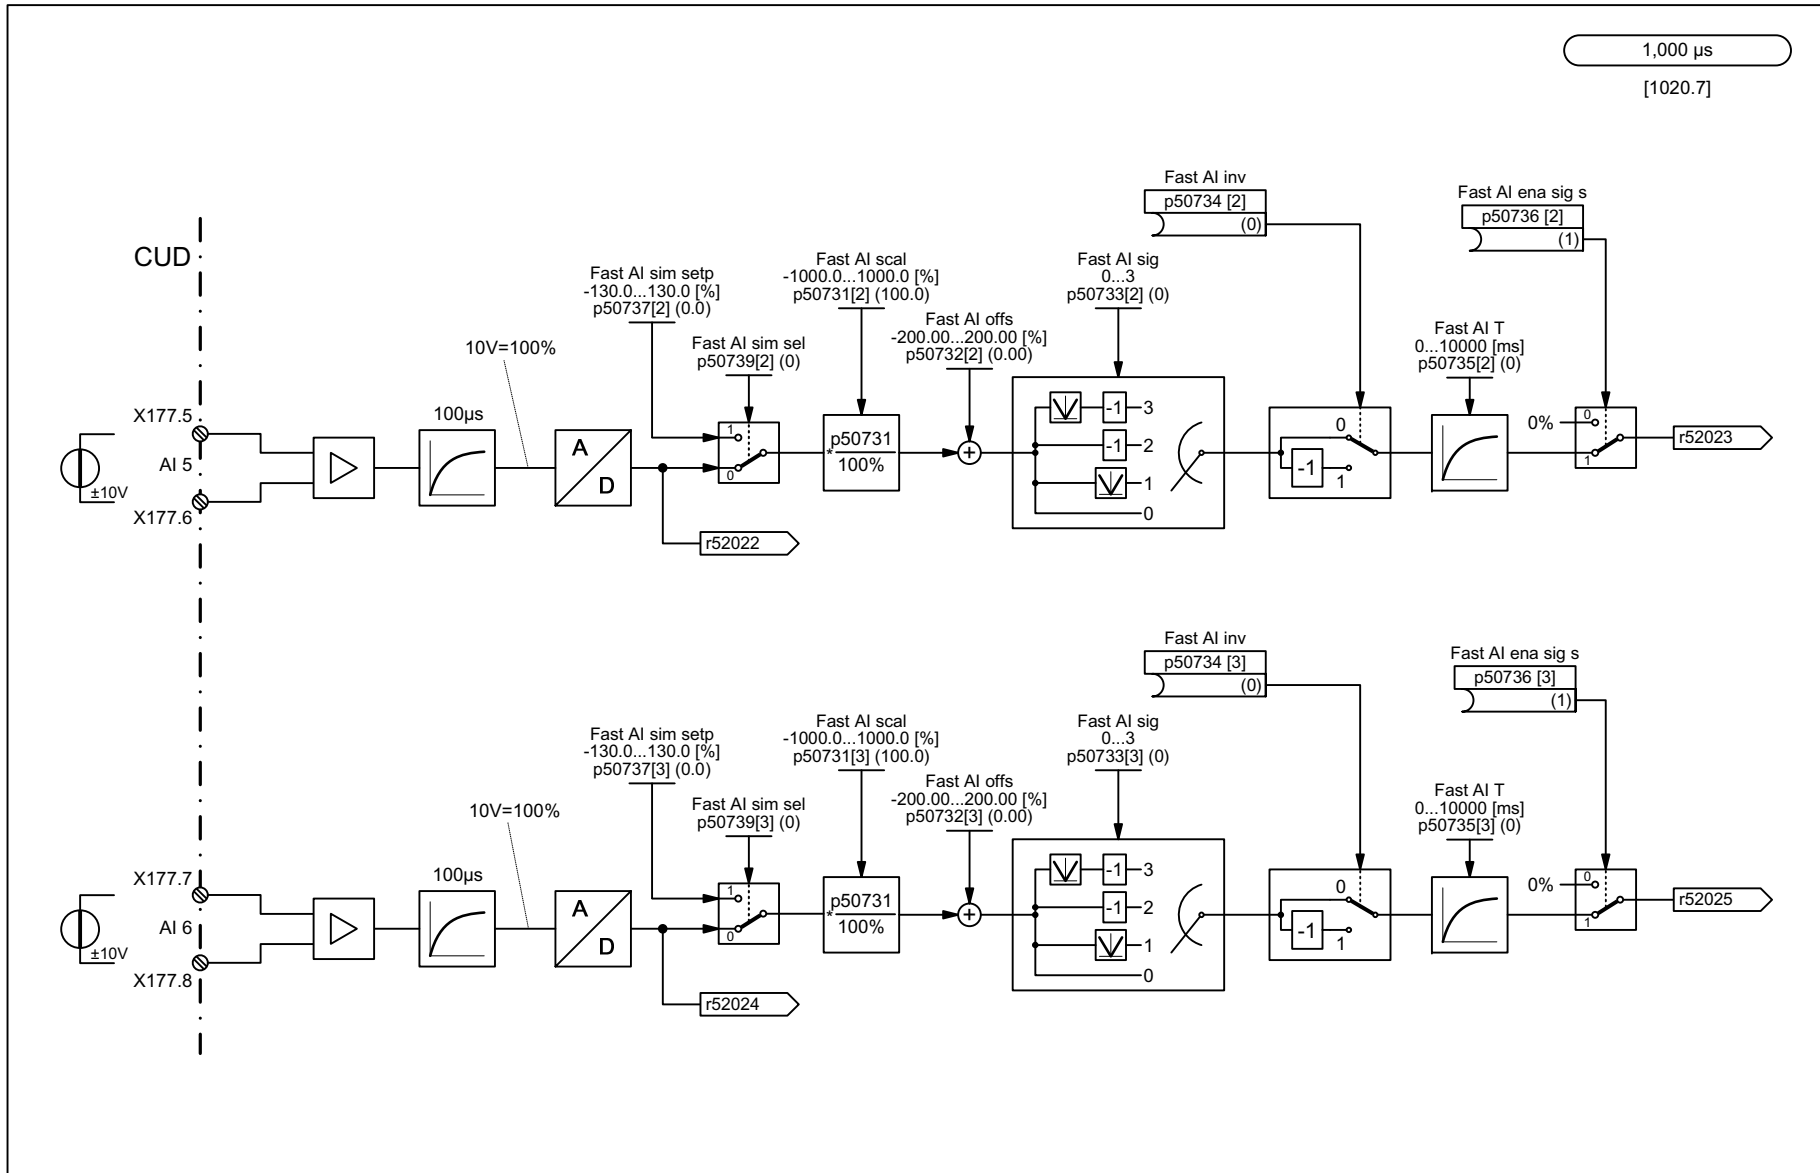 1,000 µs
[1020.7]
CUD
Fast AI inv
p50734 [2]
(0)
Fast AI ena sig s
p50736 [2]
(1)
Fast AI sim setp
-130.0...130.0 [%]
p50737[2] (0.0)
Fast AI scal
-1000.0...1000.0 [%]
p50731[2] (100.0)
Fast AI sig
0...3
p50733[2] (0)
Fast AI offs
-200.00...200.00 [%]
p50732[2] (0.00)
Fast AI T
0...10000 [ms]
p50735[2] (0)
10V=100%
Fast AI sim sel
p50739[2] (0)
X177.5
AI 5
±10V
X177.6
100µs
A
D
1
0
p50731
*
100%
+
-1 3
-1 2
1
0
0
-1
1
0%
0
1
r52023
r52022
Fast AI inv
p50734 [3]
(0)
Fast AI ena sig s
p50736 [3]
(1)
Fast AI sim setp
-130.0...130.0 [%]
p50737[3] (0.0)
Fast AI scal
-1000.0...1000.0 [%]
p50731[3] (100.0)
Fast AI sig
0...3
p50733[3] (0)
Fast AI offs
-200.00...200.00 [%]
p50732[3] (0.00)
Fast AI T
0...10000 [ms]
p50735[3] (0)
10V=100%
Fast AI sim sel
p50739[3] (0)
X177.7
AI 6
±10V
X177.8
100µs
A
D
1
0
p50731
*
100%
+
-1 3
-1 2
1
0
0
-1
1
0%
0
1
r52025
r52024